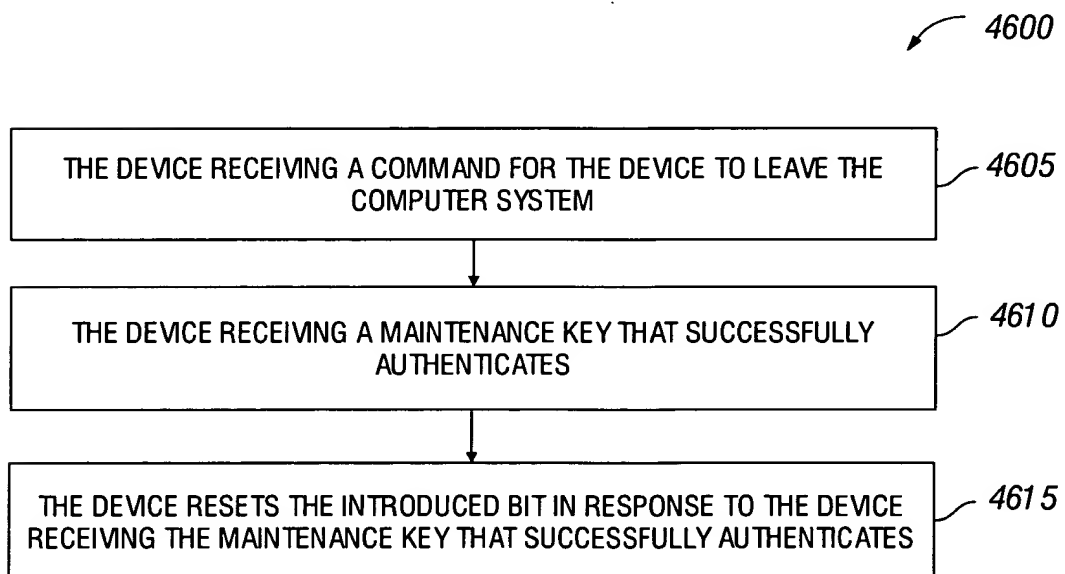 4600
THE DEVICE RECEIVING A COMMAND FOR THE DEVICE TO LEAVE THE
COMPUTER SYSTEM
4605
THE DEVICE RECEIVING A MAINTENANCE KEY THAT SUCCESSFULLY
AUTHENTICATES
4610
THE DEVICE RESETS THE INTRODUCED BIT IN RESPONSE TO THE DEVICE
RECEIVING THE MAINTENANCE KEY THAT SUCCESSFULLY AUTHENTICATES
4615